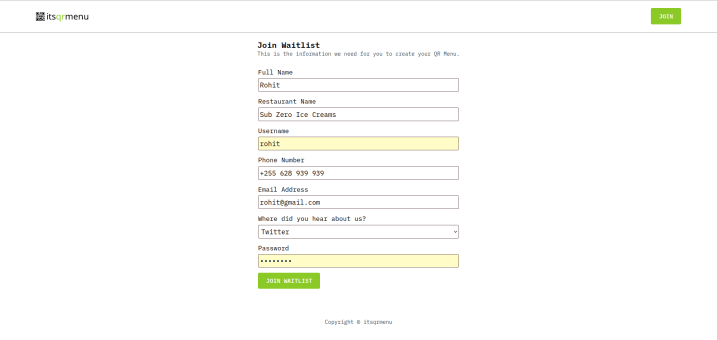 itsqrmenu
JOIN
Join Waitlist
This is the information we need for you to create your QR Menu.
Full Name
Rohit
Restaurant Name
Sub Zero Ice Creams
Username
rohit
Phone Number
+255 628 939 939
Email Address
rohit@gmail.com
Where did you hear about us?
Twitter
Password
••••••••
JOIN WAITLIST
Copyright © itsqrmenu